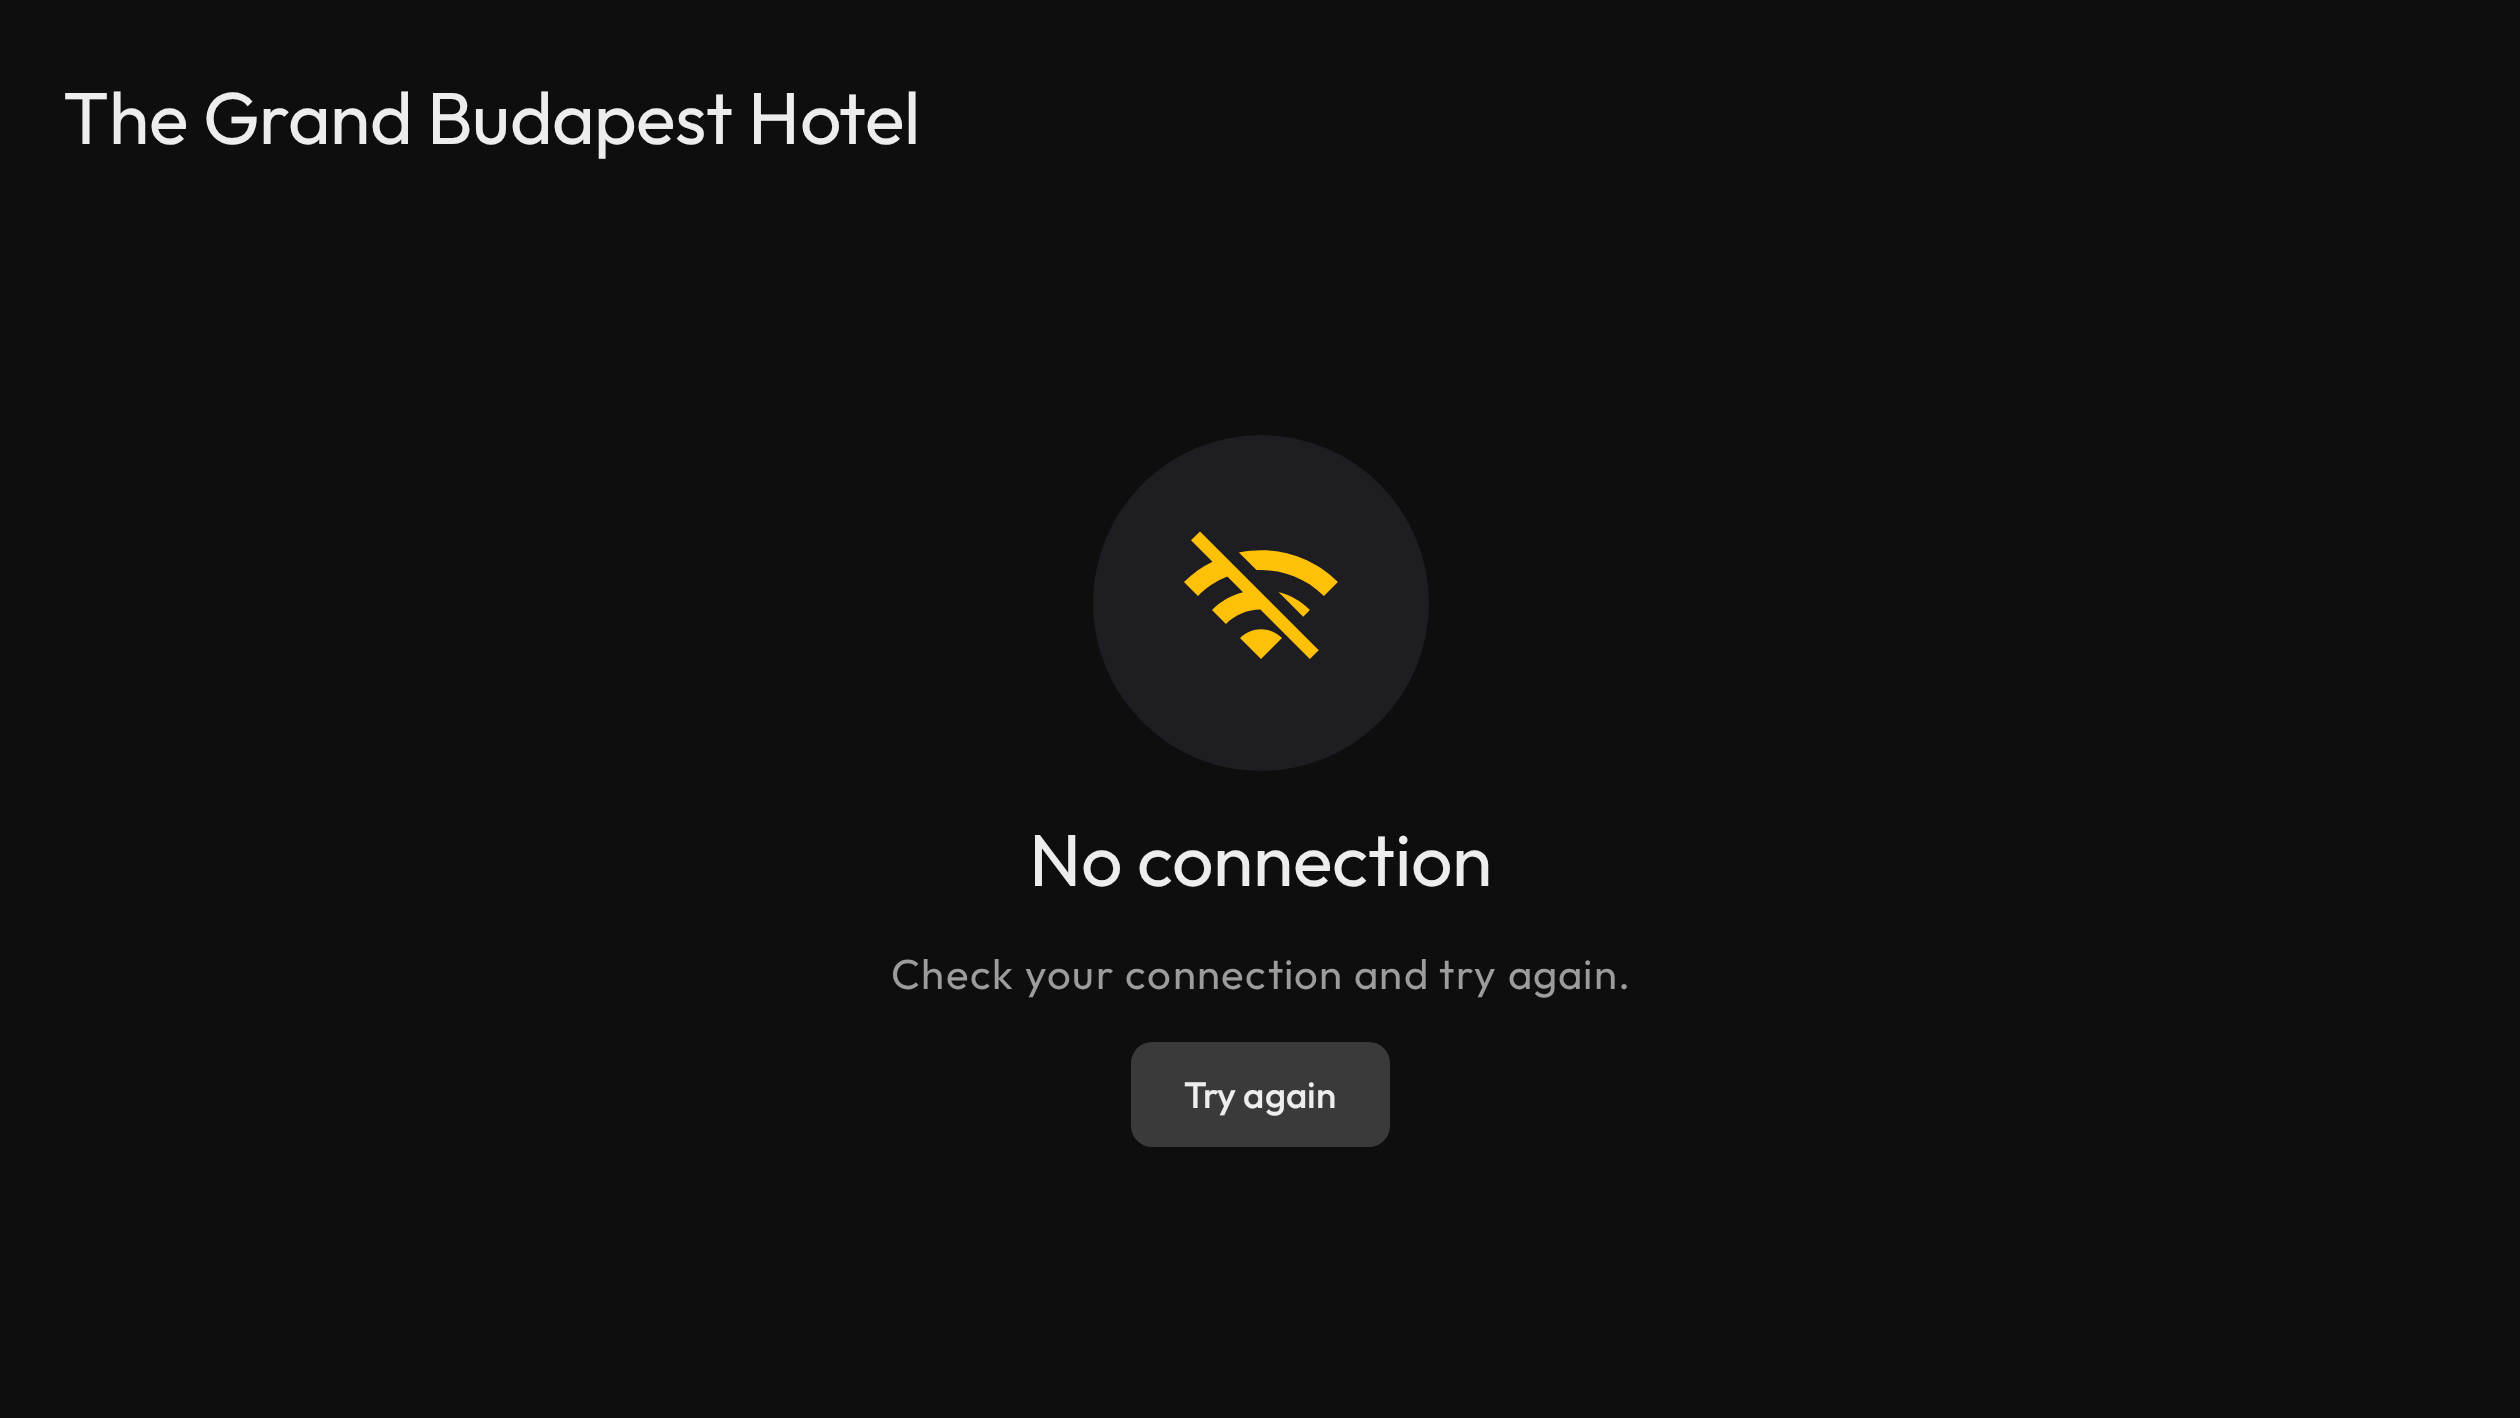 The Grand Budapest Hotel
No connection
Check your connection and try again.
Try again